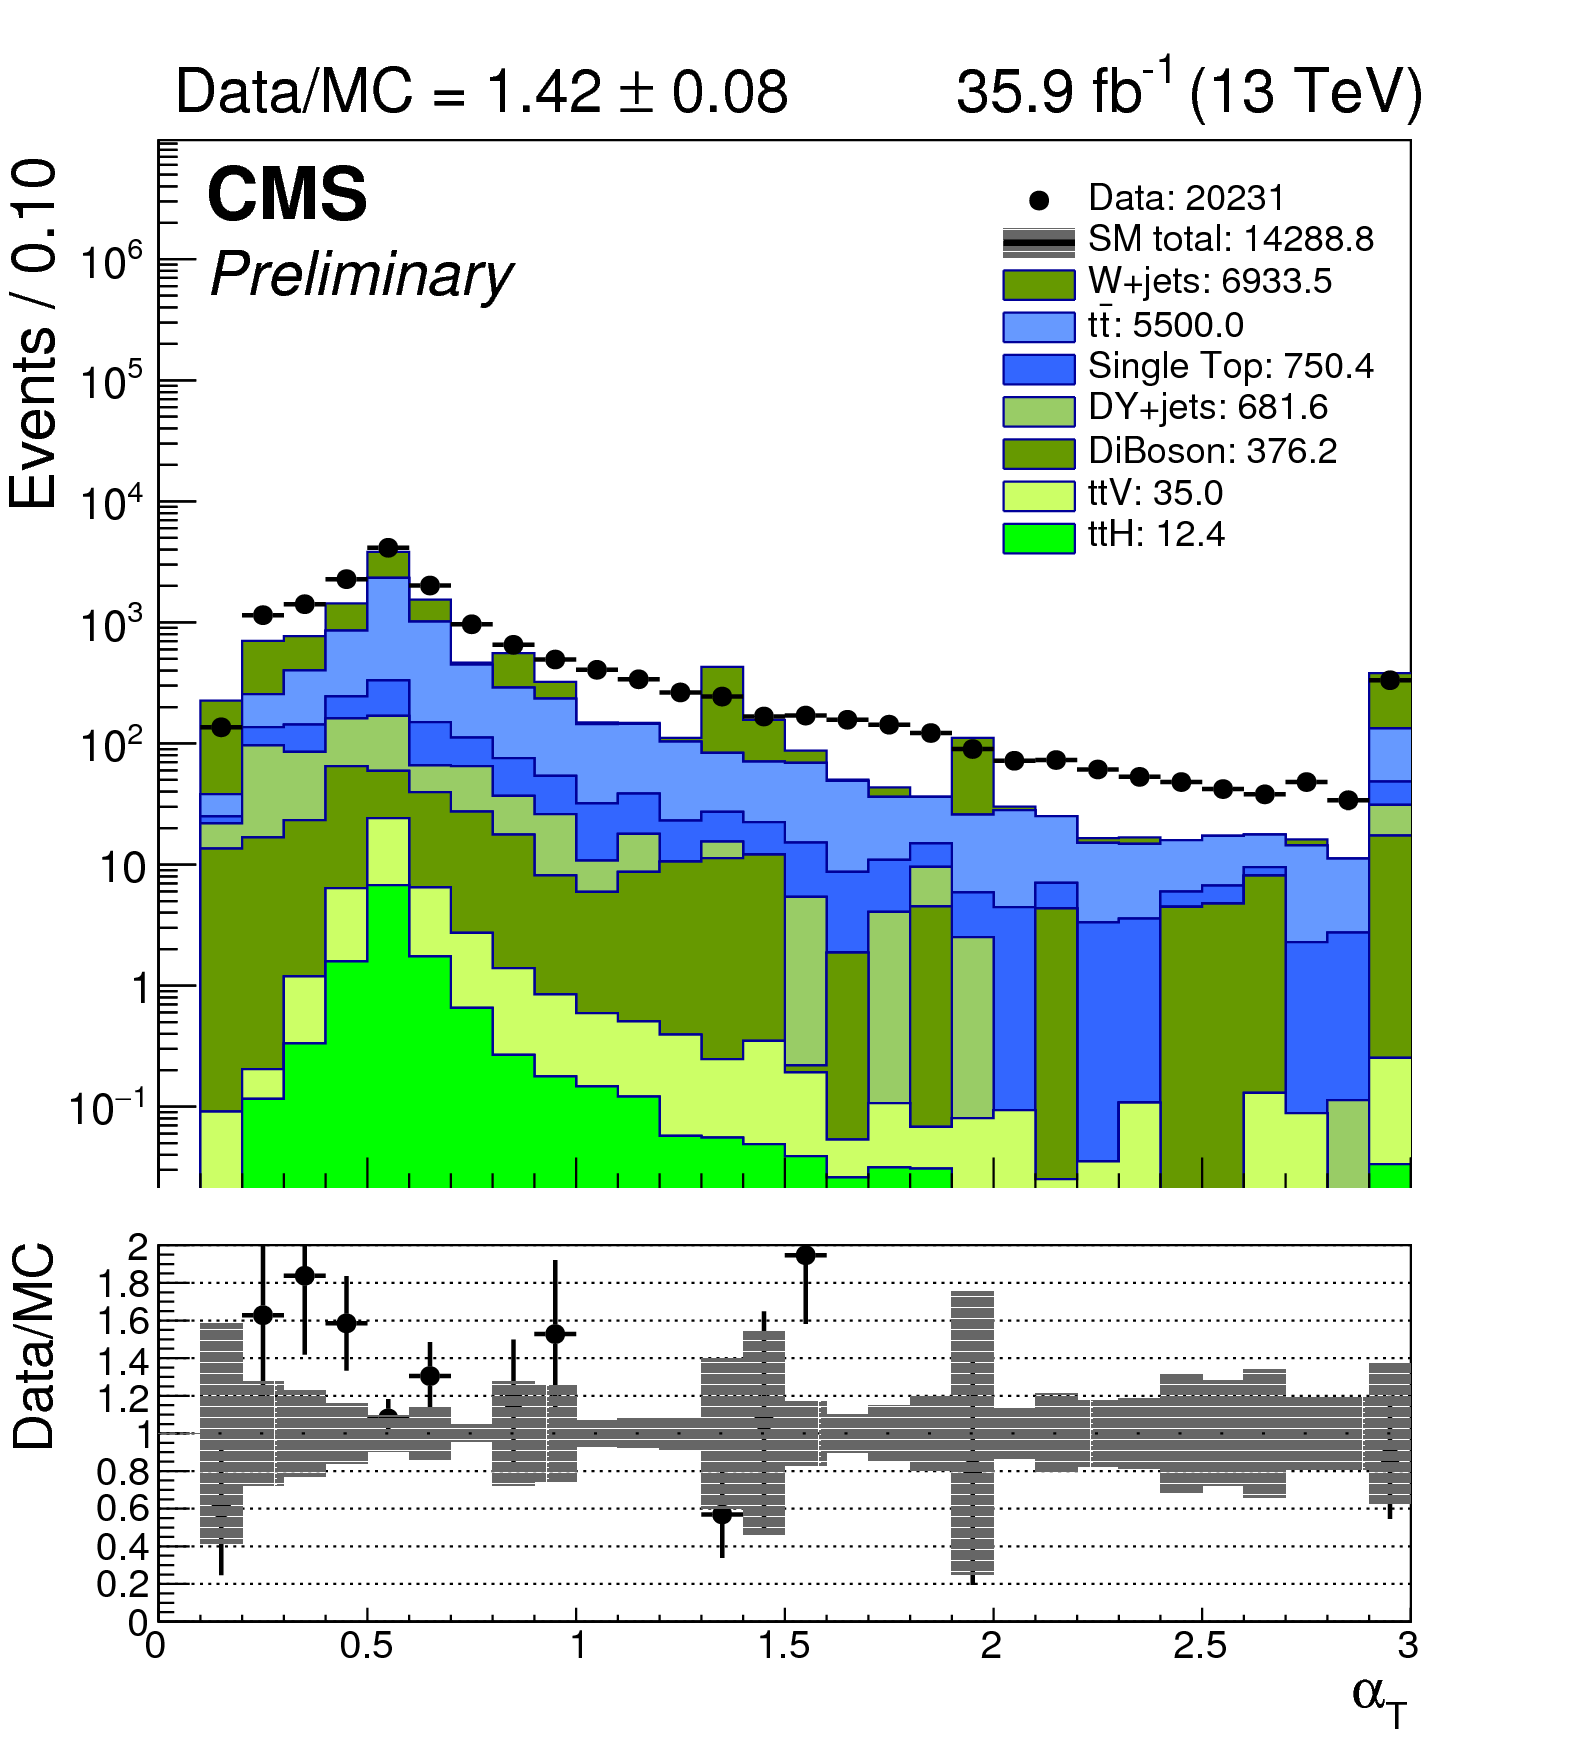 Data/MC = 1.42 ± 0.08
35.9 fb⁻¹ (13 TeV)
CMS
Preliminary
Data: 20231
SM total: 14288.8
W+jets: 6933.5
tt̄: 5500.0
Single Top: 750.4
DY+jets: 681.6
DiBoson: 376.2
ttV: 35.0
ttH: 12.4
Events / 0.10
10⁶
10⁵
10⁴
10³
10²
10
1
10⁻¹
Data/MC
2
1.8
1.6
1.4
1.2
1
0.8
0.6
0.4
0.2
0
0 0.5 1 1.5 2 2.5 3
α_T